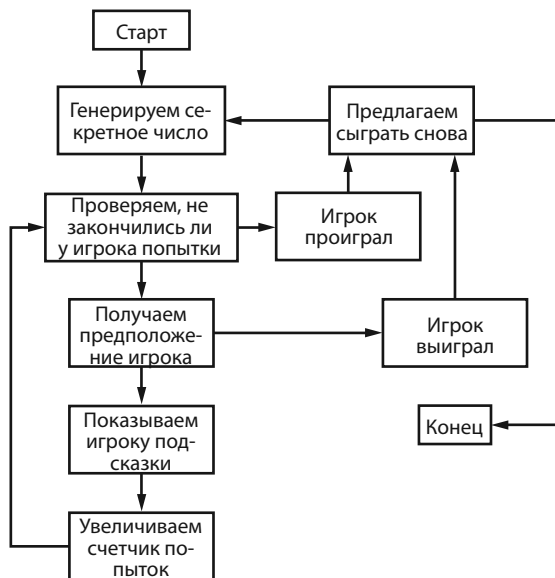 Старт
Генерируем се-
кретное число
Предлагаем
сыграть снова
Проверяем, не
закончились ли
у игрока попытки
Игрок
проиграл
Получаем
предположе-
ние игрока
Игрок
выиграл
Показываем
игроку под-
сказки
Конец
Увеличиваем
счетчик по-
пыток